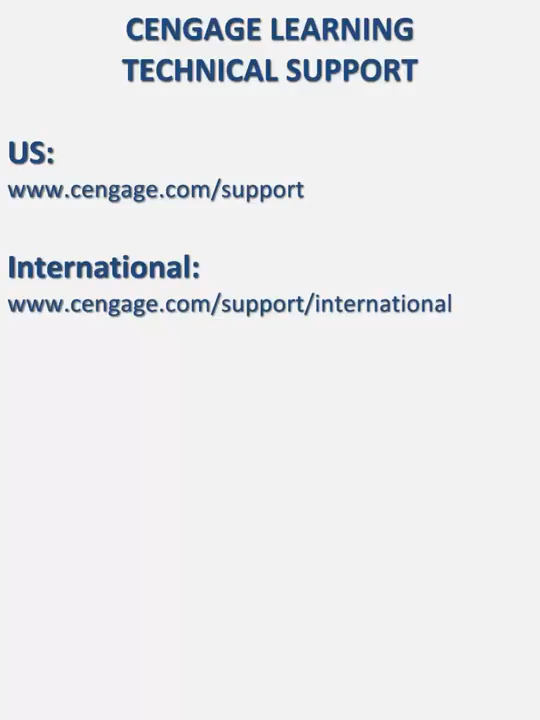 CENGAGE LEARNING
TECHNICAL SUPPORT
US:
www.cengage.com/support
International:
www.cengage.com/support/international